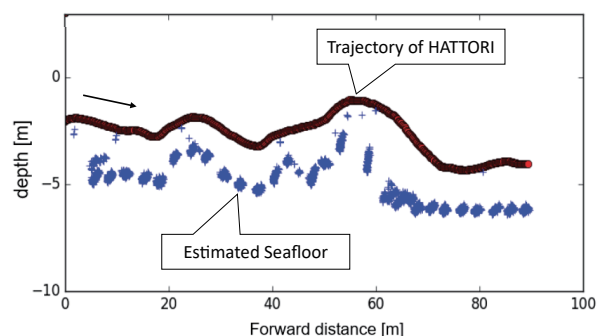 Trajectory of HATTORI
0
−5
−10
depth [m]
Estimated Seafloor
0
20
40
60
80
100
Forward distance [m]